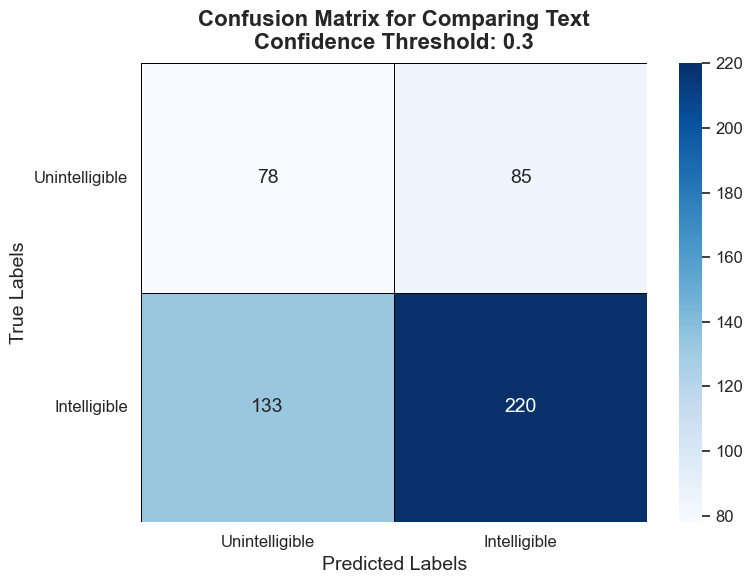 Confusion Matrix for Comparing Text
Confidence Threshold: 0.3
220
200
180
160
140
120
100
80
True Labels
Unintelligible
78
85
Intelligible
133
220
Unintelligible
Intelligible
Predicted Labels